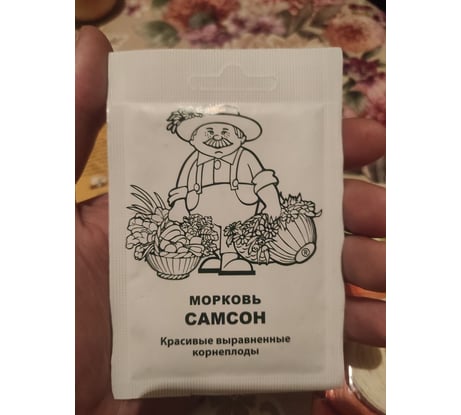 ®
МОРКОВЬ
САМСОН
Красивые выравненные
корнеплоды